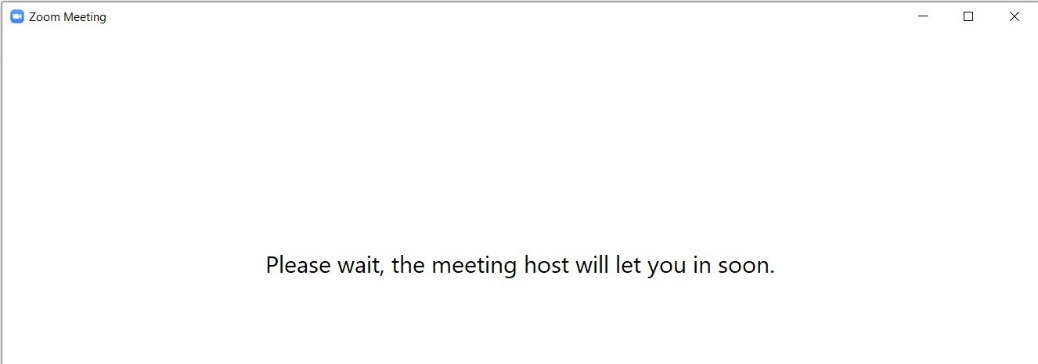 Zoom Meeting
Please wait, the meeting host will let you in soon.